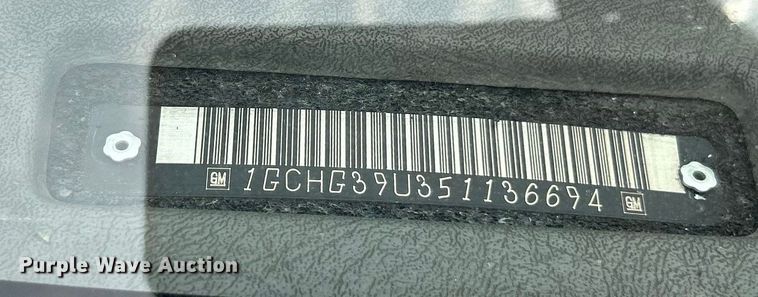 GM 1GCHG39U351136694 GM
Purple Wave Auction